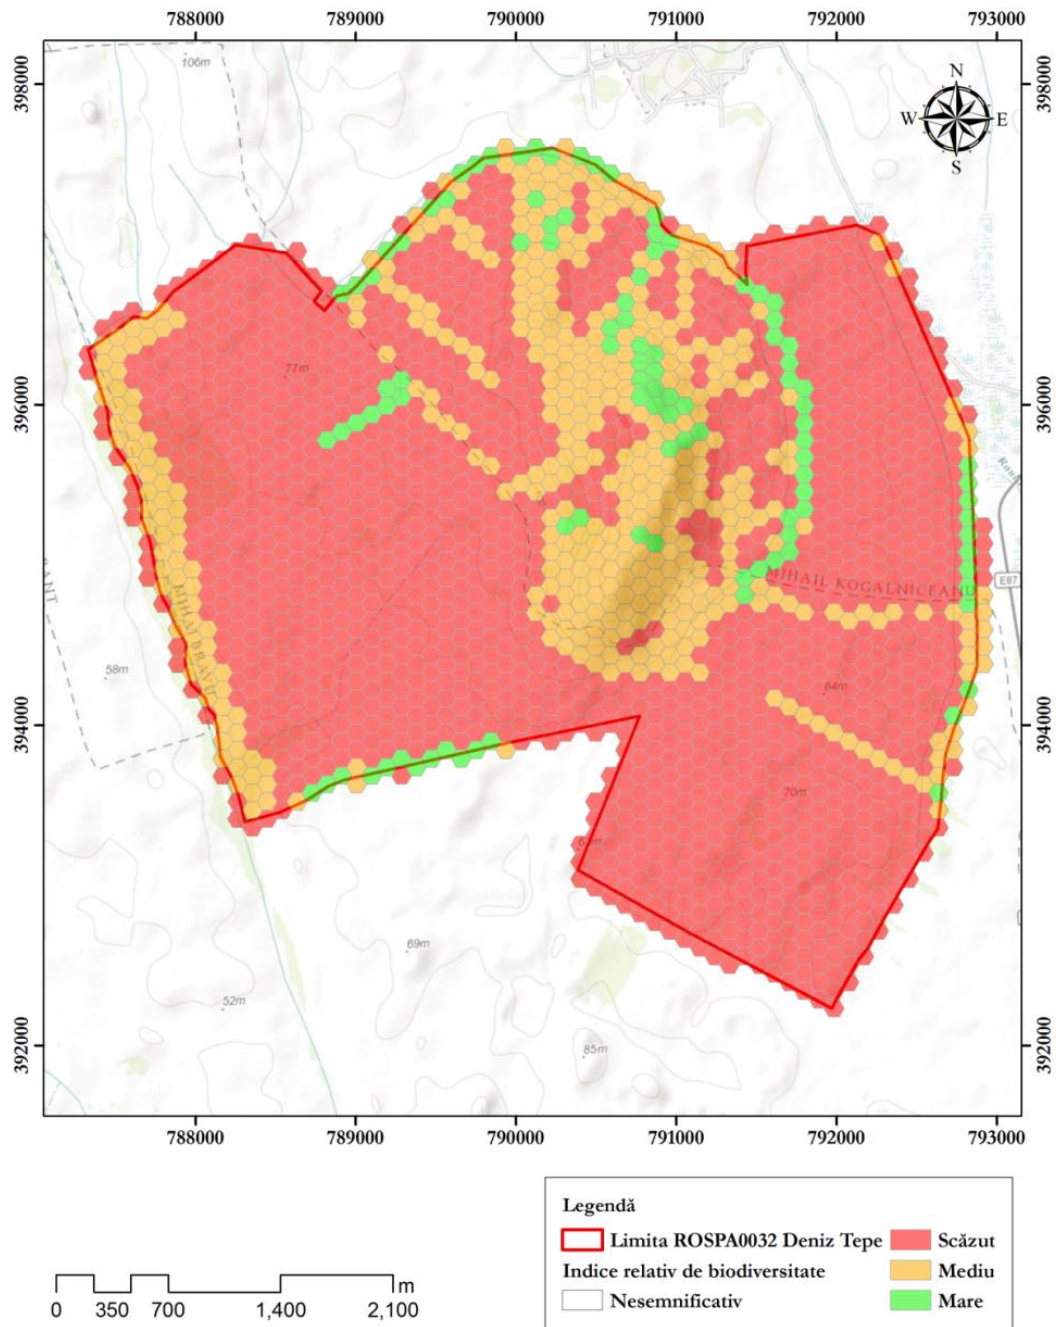 788000 789000 790000 791000 792000 793000
398000 398000
106m
N
W E
S
77m
396000 396000
MIHAIL KOGALNICEANU
E87
MIHAI BRAVU
58m
64m
394000 394000
70m
69m
52m
85m
392000 392000
788000 789000 790000 791000 792000 793000
Legendă
Limita ROSPA0032 Deniz Tepe
Scăzut
Indice relativ de biodiversitate
Mediu
Nesemnificativ
Mare
m
0 350 700 1,400 2,100